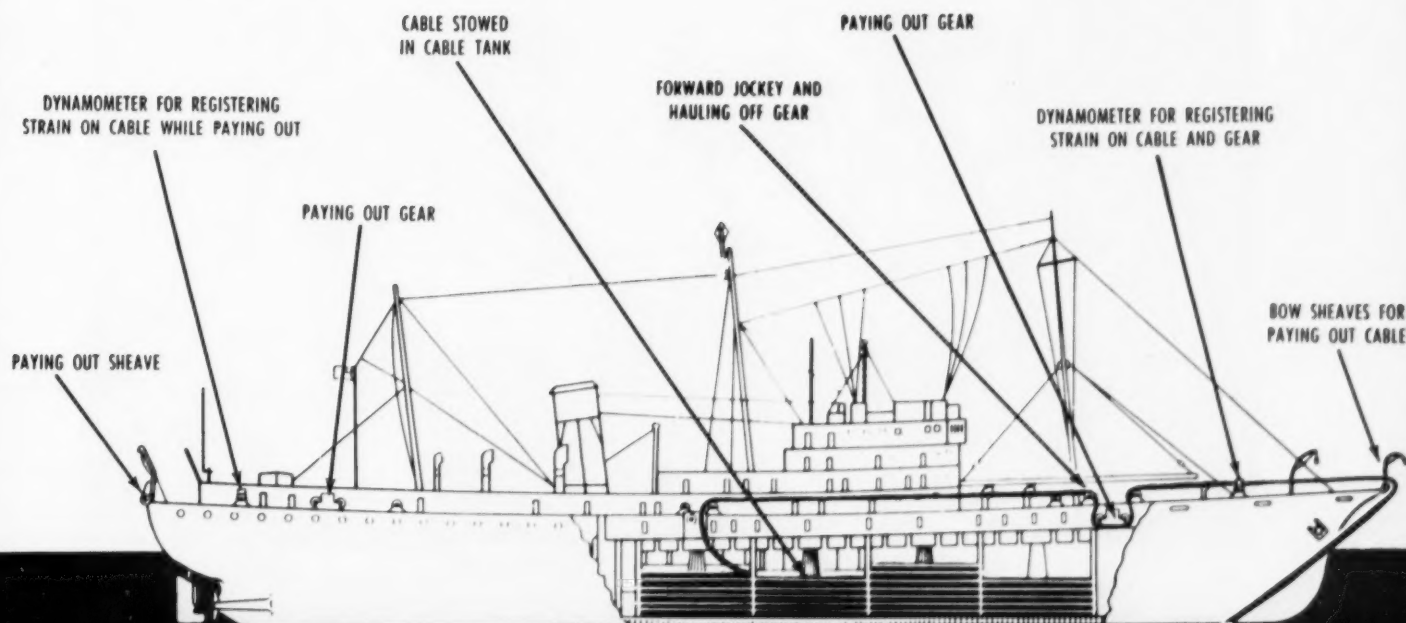 CABLE STOWED
IN CABLE TANK
PAYING OUT GEAR
DYNAMOMETER FOR REGISTERING
STRAIN ON CABLE WHILE PAYING OUT
FORWARD JOCKEY AND
HAULING OFF GEAR
DYNAMOMETER FOR REGISTERING
STRAIN ON CABLE AND GEAR
PAYING OUT GEAR
BOW SHEAVES FOR
PAYING OUT CABLE
PAYING OUT SHEAVE